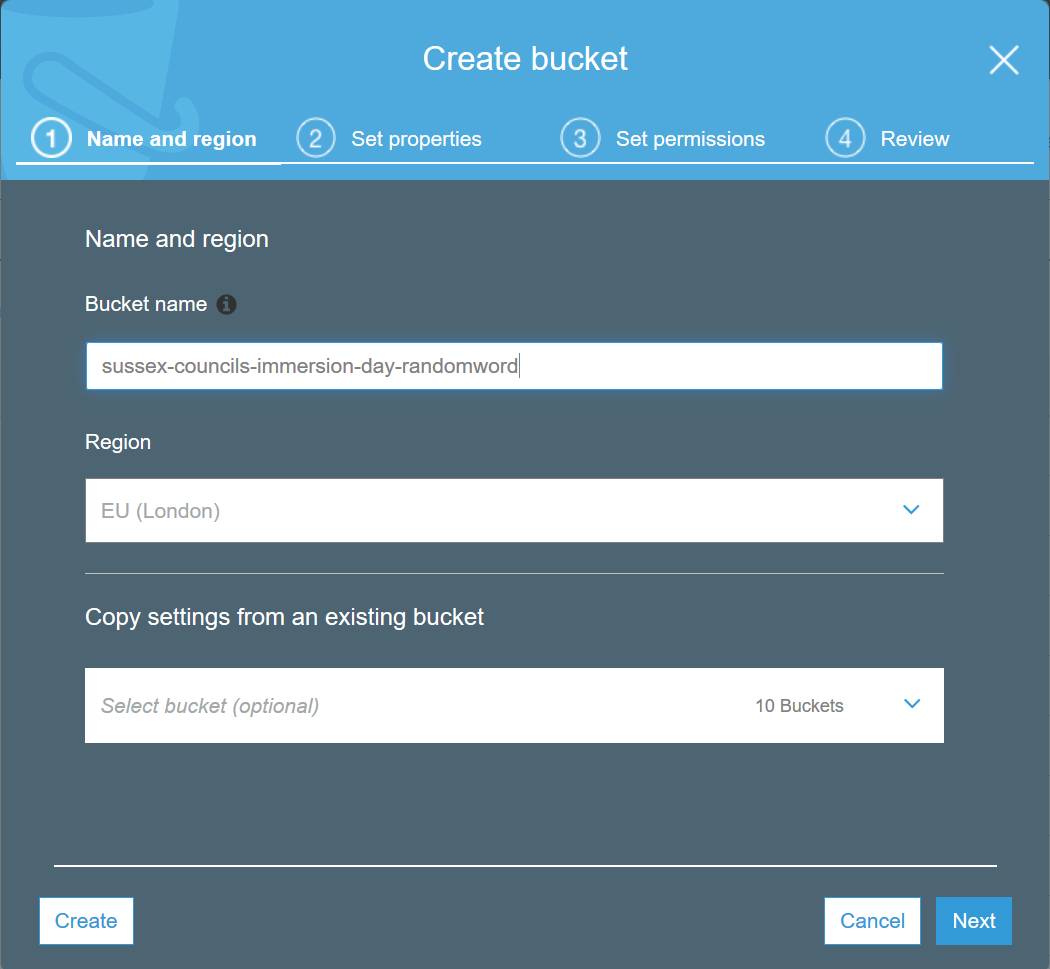 Create bucket
1 Name and region 2 Set properties 3 Set permissions 4 Review
Name and region
Bucket name
sussex-councils-immersion-day-randomword
Region
EU (London)
Copy settings from an existing bucket
Select bucket (optional) 10 Buckets
Create Cancel Next